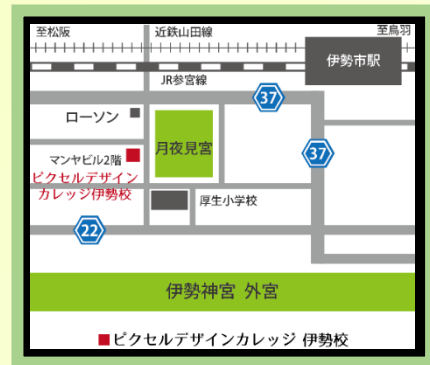 至松阪
近鉄山田線
至鳥羽
伊勢市駅
JR参宮線
37
ローソン
月夜見宮
37
マンヤビル2階
ピクセルデザイン
カレッジ伊勢校
厚生小学校
22
伊勢神宮 外宮
■ピクセルデザインカレッジ 伊勢校